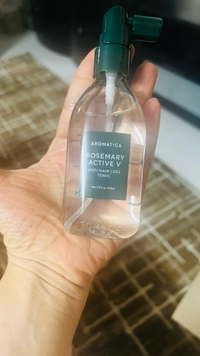 AROMATICA
ROSEMARY
ACTIVE V
ANTI-HAIR LOSS
TONIC